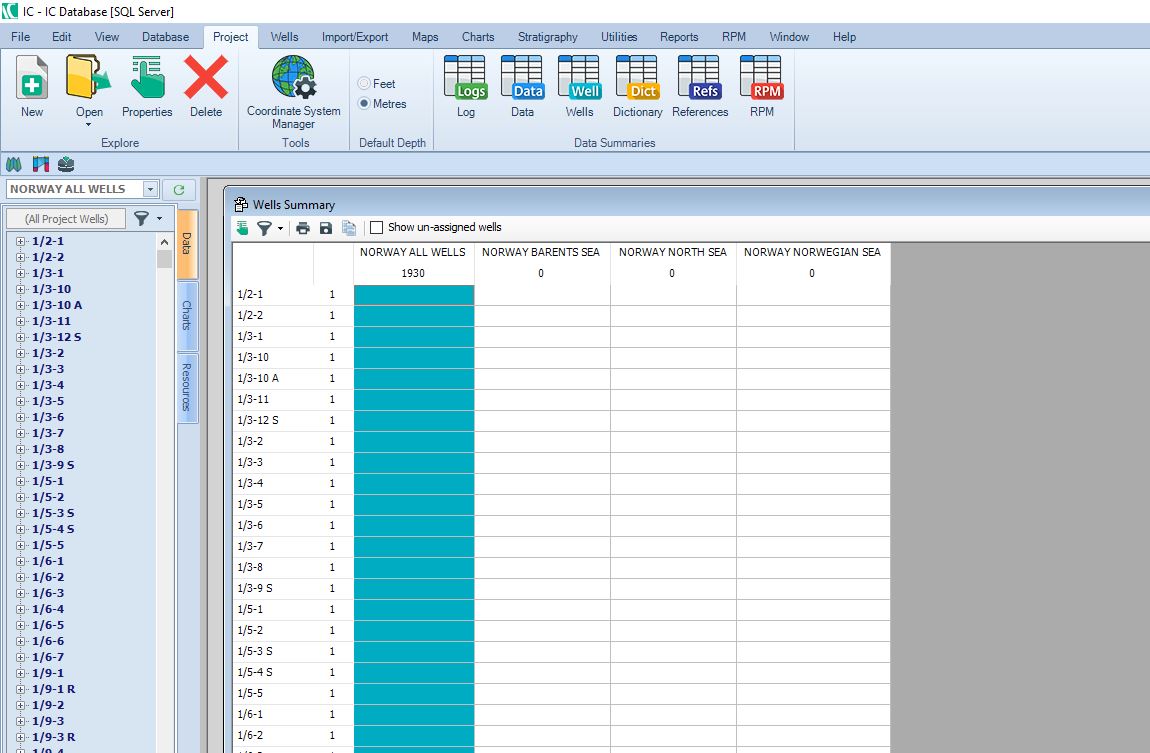 IC - IC Database [SQL Server]
File Edit View Database Project Wells Import/Export Maps Charts Stratigraphy Utilities Reports RPM Window Help
Logs Data Well Dict Refs RPM
Feet
Metres
New Open Properties Delete Coordinate System Manager Log Data Wells Dictionary References RPM
Explore Tools Default Depth Data Summaries
NORWAY ALL WELLS
(All Project Wells)
1/2-1
1/2-2
1/3-1
1/3-10
1/3-10 A
1/3-11
1/3-12 S
1/3-2
1/3-3
1/3-4
1/3-5
1/3-6
1/3-7
1/3-8
1/3-9 S
1/5-1
1/5-2
1/5-3 S
1/5-4 S
1/5-5
1/6-1
1/6-2
1/6-3
1/6-4
1/6-5
1/6-6
1/6-7
1/9-1
1/9-1 R
1/9-2
1/9-3
1/9-3 R
1/9-4
Data
Charts
Resources
Wells Summary
Show un-assigned wells
NORWAY ALL WELLS NORWAY BARENTS SEA NORWAY NORTH SEA NORWAY NORWEGIAN SEA
1930 0 0 0
1/2-1 1
1/2-2 1
1/3-1 1
1/3-10 1
1/3-10 A 1
1/3-11 1
1/3-12 S 1
1/3-2 1
1/3-3 1
1/3-4 1
1/3-5 1
1/3-6 1
1/3-7 1
1/3-8 1
1/3-9 S 1
1/5-1 1
1/5-2 1
1/5-3 S 1
1/5-4 S 1
1/5-5 1
1/6-1 1
1/6-2 1